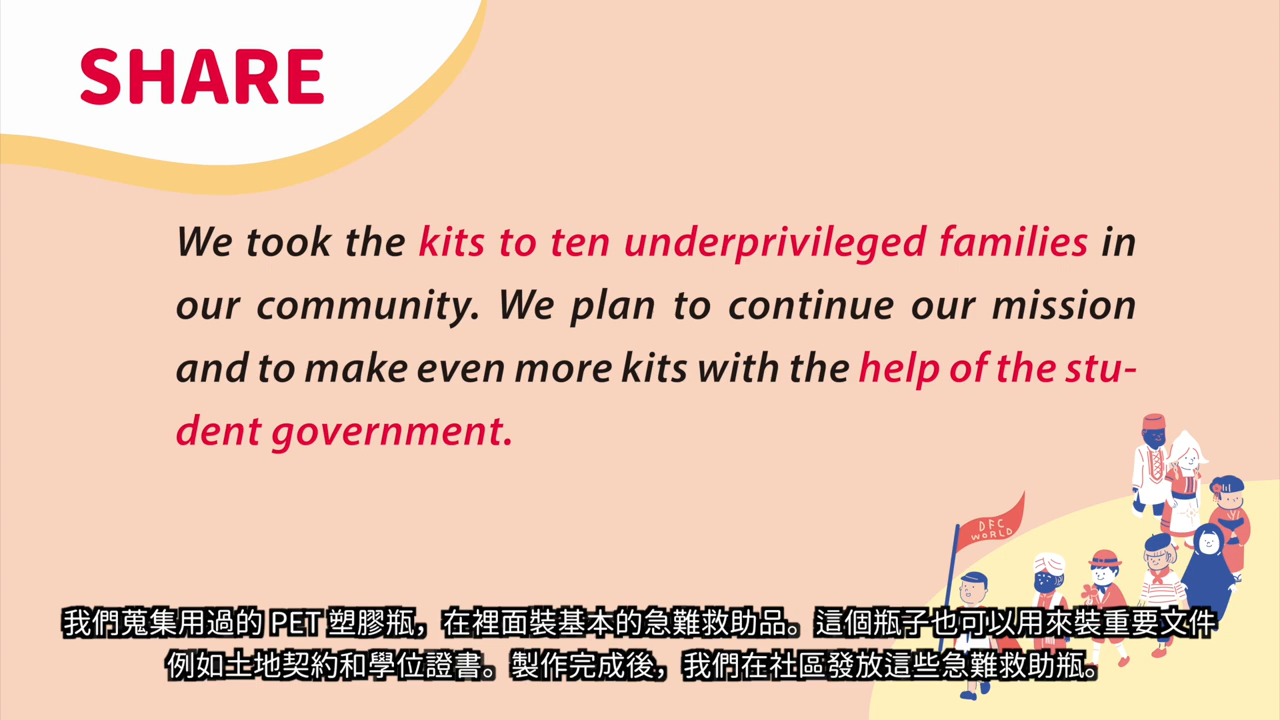 SHARE
We took the kits to ten underprivileged families in
our community. We plan to continue our mission
and to make even more kits with the help of the stu-
dent government.
DFC
WORLD
我們蒐集用過的 PET 塑膠瓶，在裡面裝基本的急難救助品。這個瓶子也可以用來裝重要文件
例如土地契約和學位證書。製作完成後，我們在社區發放這些急難救助瓶。